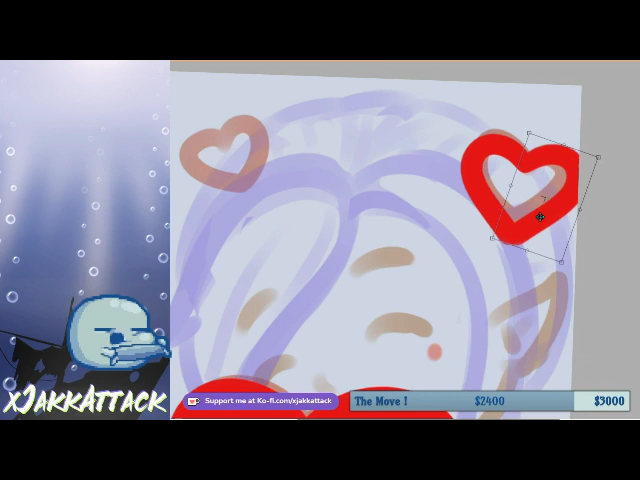 xJakkAttack
Support me at Ko-fi.com/xjakkattack
The Move ! $2400 $3000